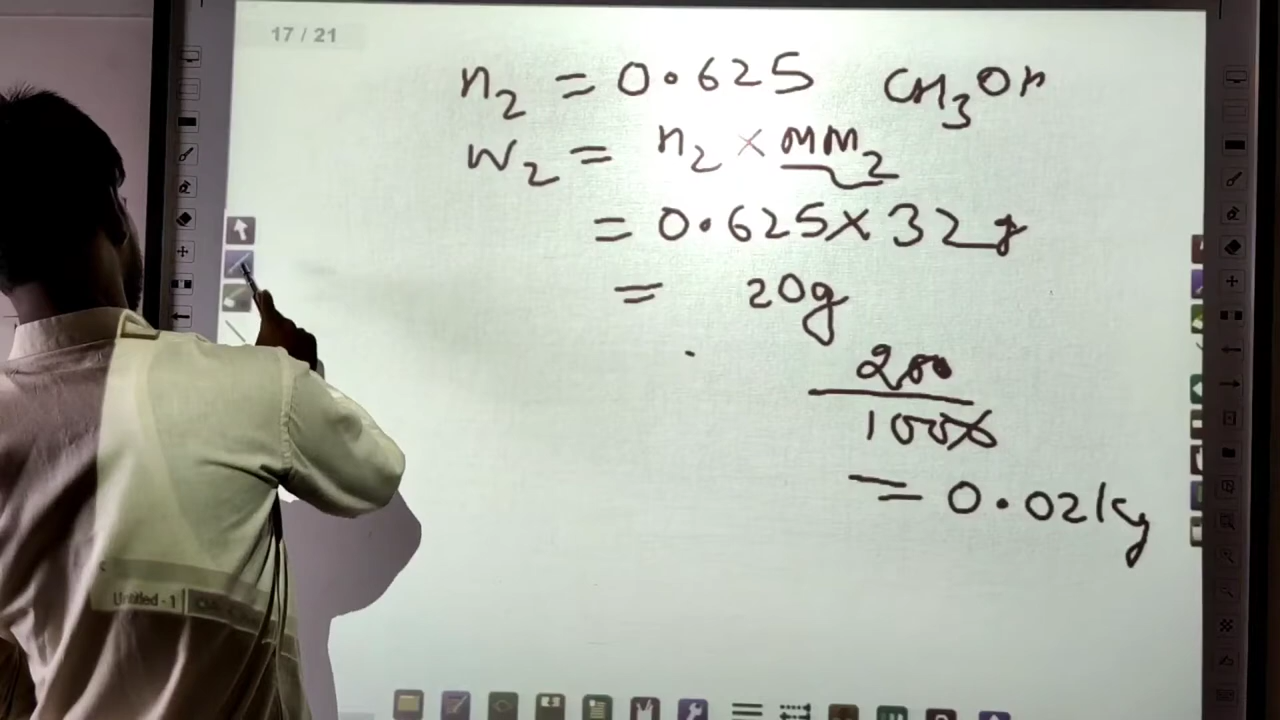 17 / 21
n₂ = 0.625 CH₃OH
W₂ = n₂ × MM₂
= 0.625 × 32 g
= 20g
200
1000
= 0.02 kg
Untitled - 1